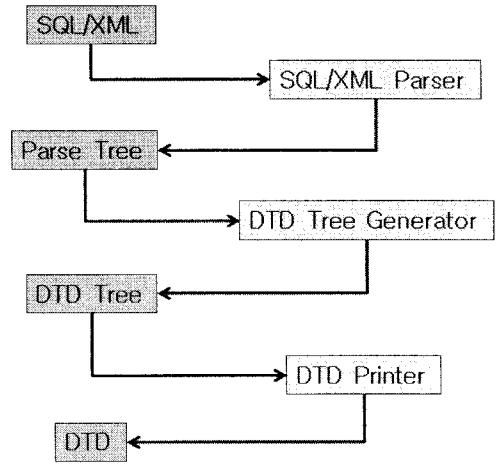 SQL/XML
SQL/XML Parser
Parse Tree
DTD Tree Generator
DTD Tree
DTD Printer
DTD